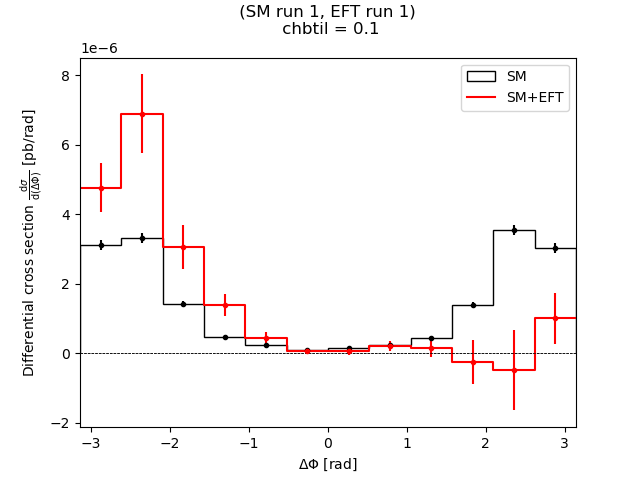 (SM run 1, EFT run 1)
chbtil = 0.1
1e−6
SM
SM+EFT
8
6
4
2
0
−2
Differential cross section dσ/d(ΔΦ) [pb/rad]
−3 −2 −1 0 1 2 3
ΔΦ [rad]